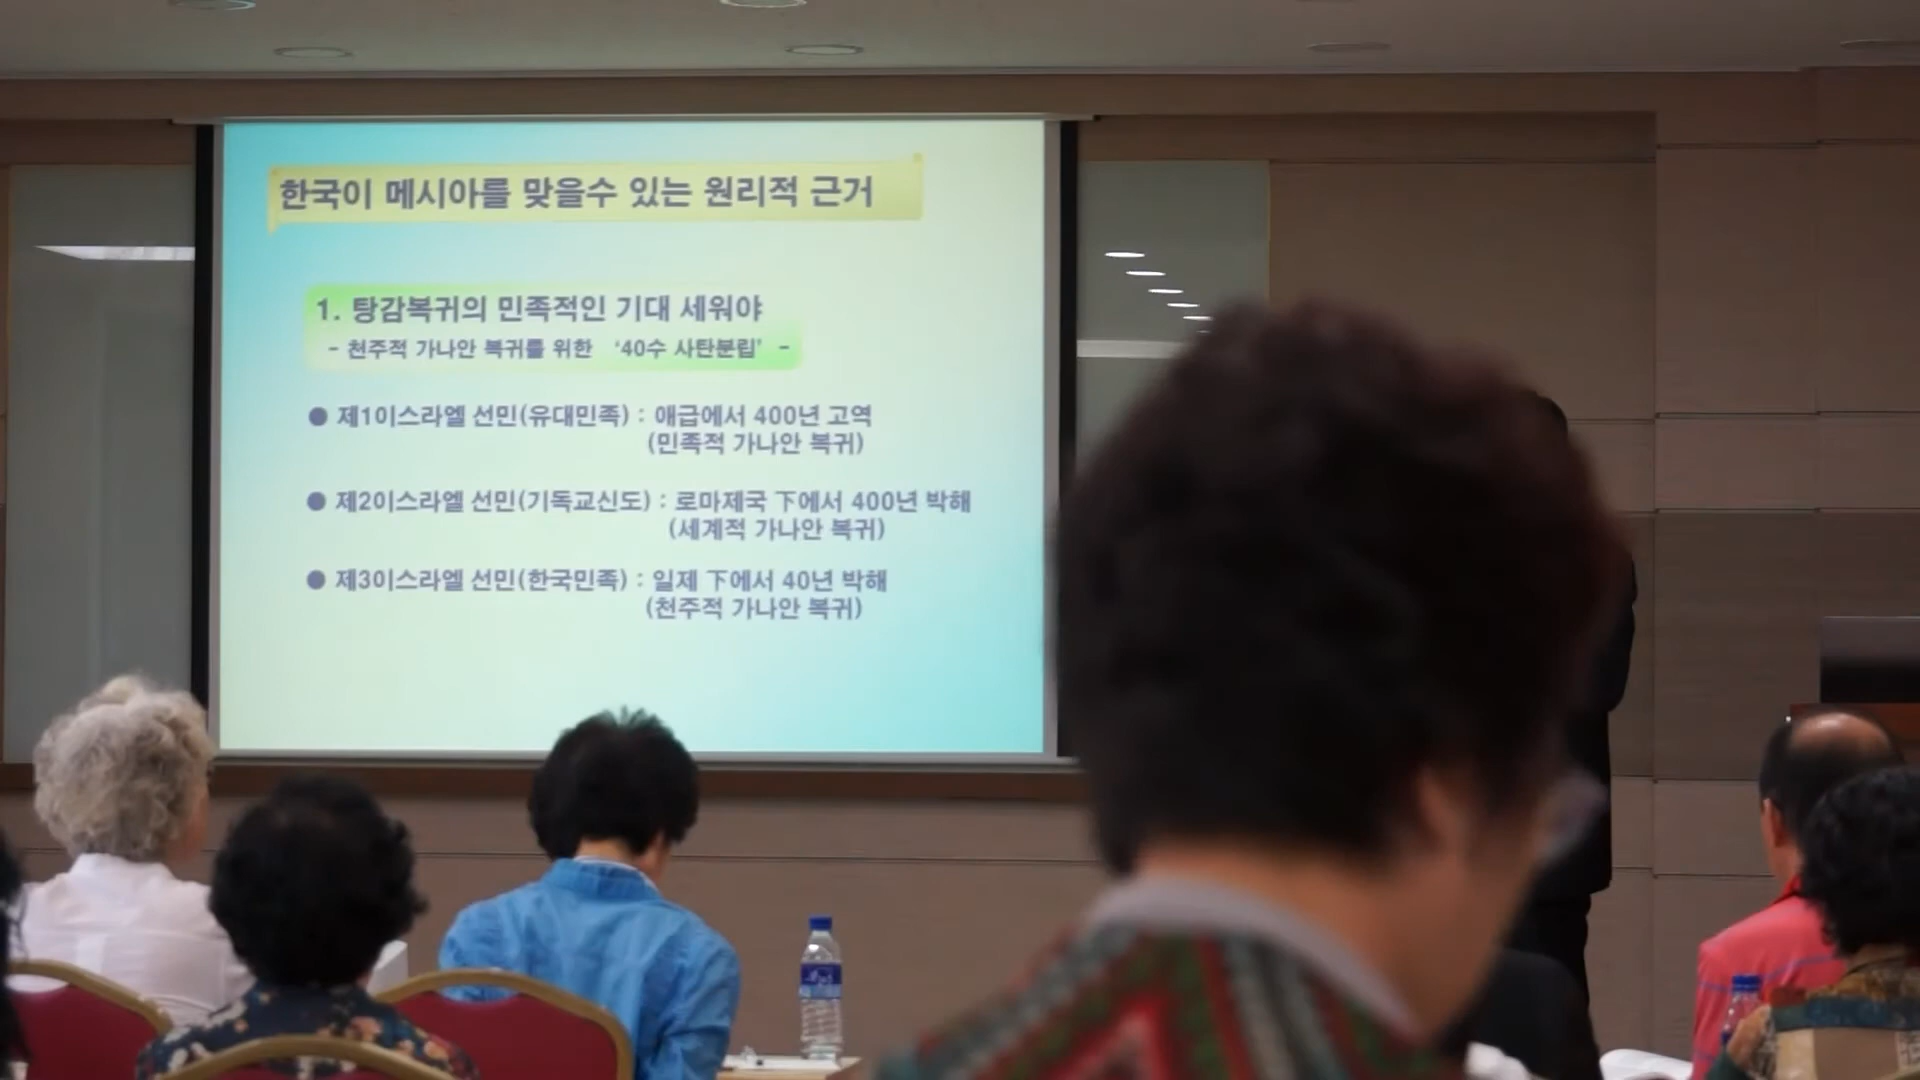 한국이 메시아를 맞을수 있는 원리적 근거
1. 탕감복귀의 민족적인 기대 세워야
- 천주적 가나안 복귀를 위한 ‘40수 사탄분립’ -
● 제1이스라엘 선민(유대민족) : 애급에서 400년 고역
(민족적 가나안 복귀)
● 제2이스라엘 선민(기독교신도) : 로마제국 下에서 400년 박해
(세계적 가나안 복귀)
● 제3이스라엘 선민(한국민족) : 일제 下에서 40년 박해
(천주적 가나안 복귀)